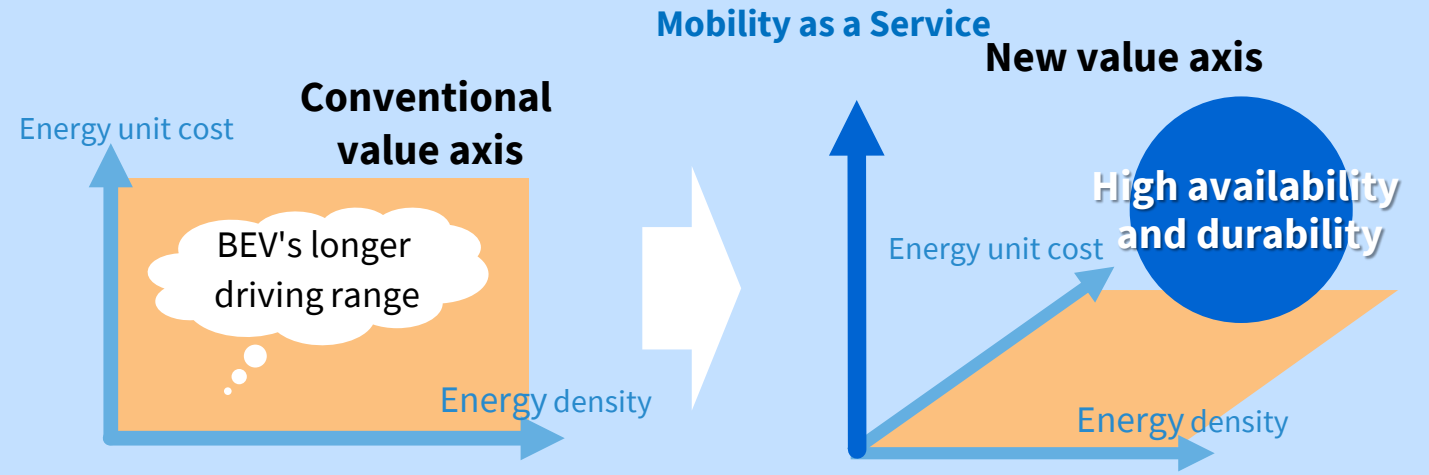 Mobility as a Service
Conventional
value axis
Energy unit cost
BEV's longer
driving range
Energy density
New value axis
High availability
and durability
Energy unit cost
Energy density